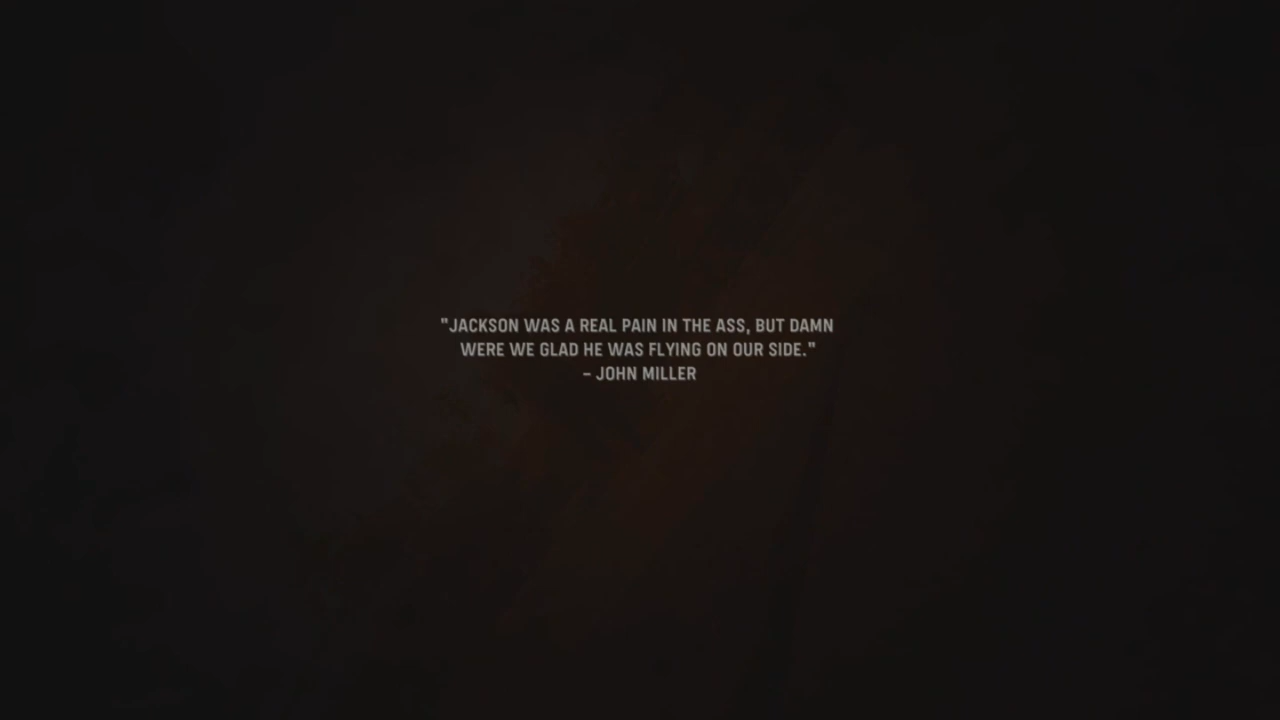 "JACKSON WAS A REAL PAIN IN THE ASS, BUT DAMN
WERE WE GLAD HE WAS FLYING ON OUR SIDE."
– JOHN MILLER